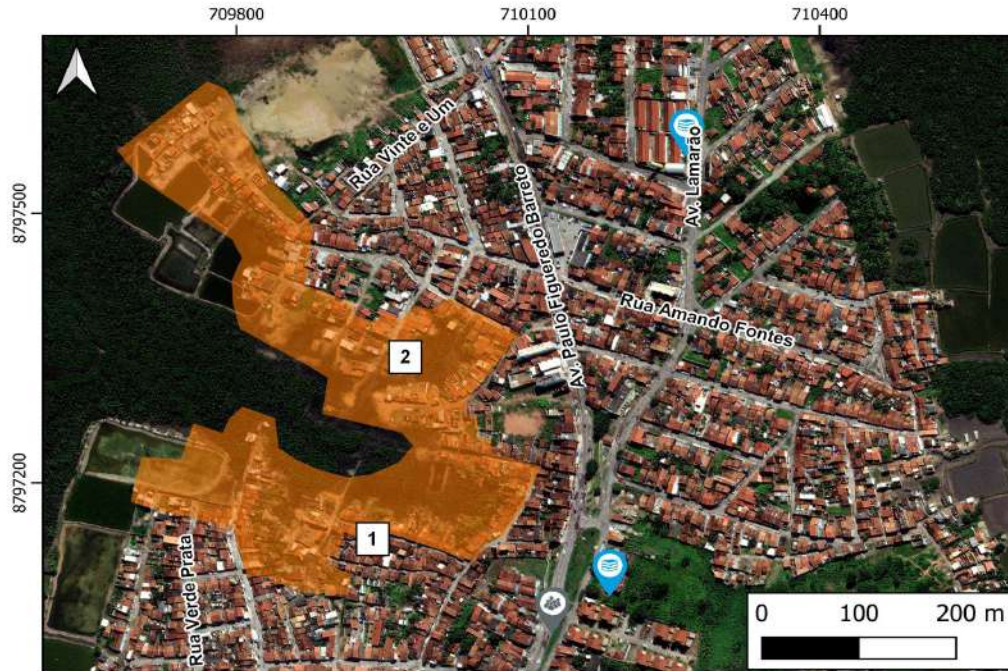 709800
710100
710400
8797500
8797200
Rua Vinte e Um
Av. Lamarão
Av. Paulo Figueredo Barreto
Rua Amando Fontes
2
1
Rua Verde Prata
0 100 200 m